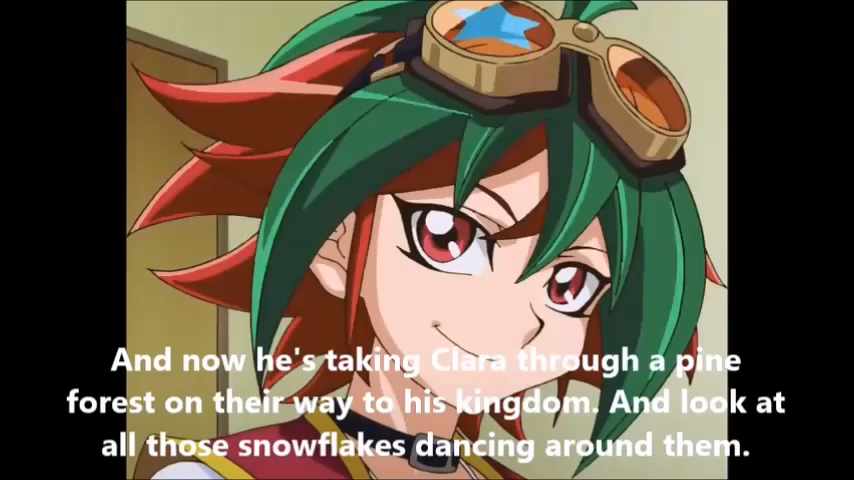 And now he's taking Clara through a pine
forest on their way to his kingdom. And look at
all those snowflakes dancing around them.